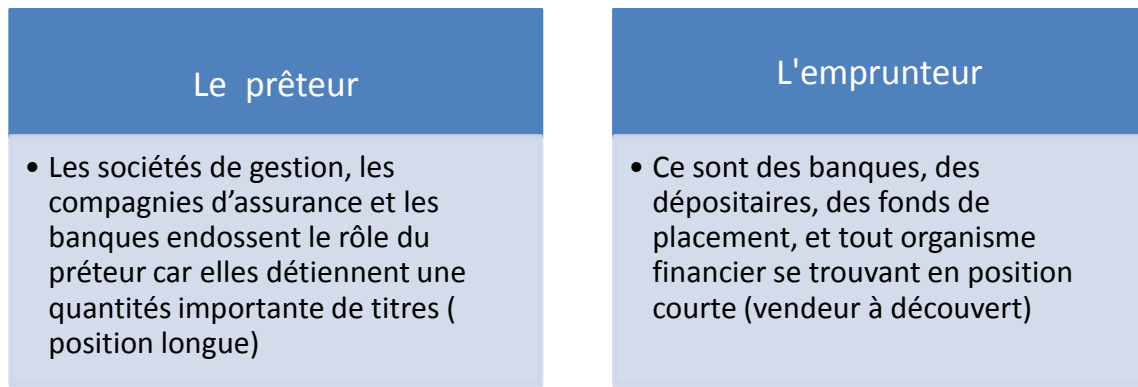 Le prêteur
• Les sociétés de gestion, les
compagnies d’assurance et les
banques endossent le rôle du
préteur car elles détiennent une
quantités importante de titres (
position longue)
L'emprunteur
• Ce sont des banques, des
dépositaires, des fonds de
placement, et tout organisme
financier se trouvant en position
courte (vendeur à découvert)